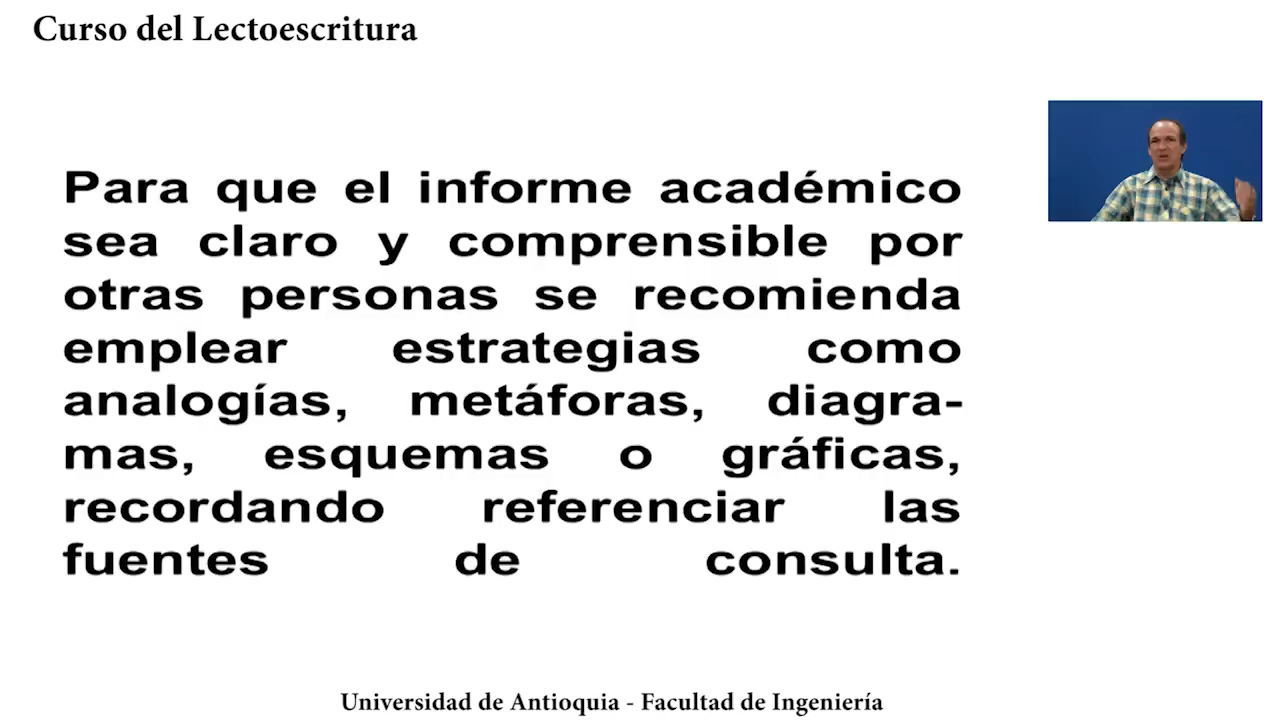 Curso del Lectoescritura
Para que el informe académico
sea claro y comprensible por
otras personas se recomienda
emplear estrategias como
analogías, metáforas, diagra-
mas, esquemas o gráficas,
recordando referenciar las
fuentes de consulta.
Universidad de Antioquia - Facultad de Ingeniería